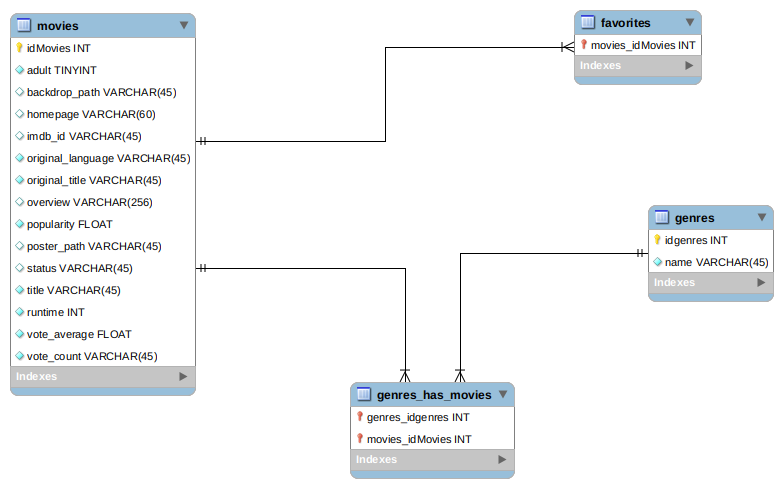 movies
idMovies INT
adult TINYINT
backdrop_path VARCHAR(45)
homepage VARCHAR(60)
imdb_id VARCHAR(45)
original_language VARCHAR(45)
original_title VARCHAR(45)
overview VARCHAR(256)
popularity FLOAT
poster_path VARCHAR(45)
status VARCHAR(45)
title VARCHAR(45)
runtime INT
vote_average FLOAT
vote_count VARCHAR(45)
Indexes
favorites
movies_idMovies INT
Indexes
genres
idgenres INT
name VARCHAR(45)
Indexes
genres_has_movies
genres_idgenres INT
movies_idMovies INT
Indexes